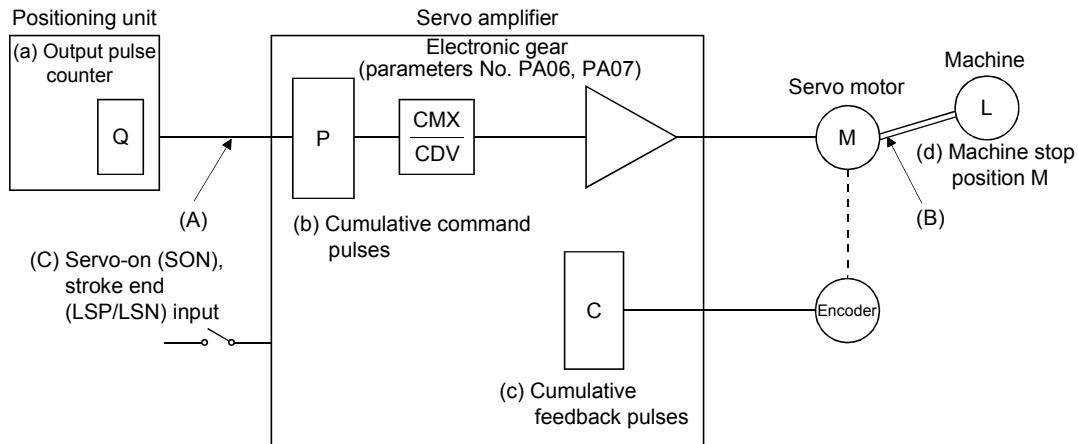 Positioning unit
(a) Output pulse
counter
Q
(A)
(C) Servo-on (SON),
stroke end
(LSP/LSN) input
Servo amplifier
Electronic gear
(parameters No. PA06, PA07)
P
CMX
CDV
(b) Cumulative command
pulses
C
(c) Cumulative
feedback pulses
Servo motor
M
Encoder
Machine
L
(d) Machine stop
position M
(B)